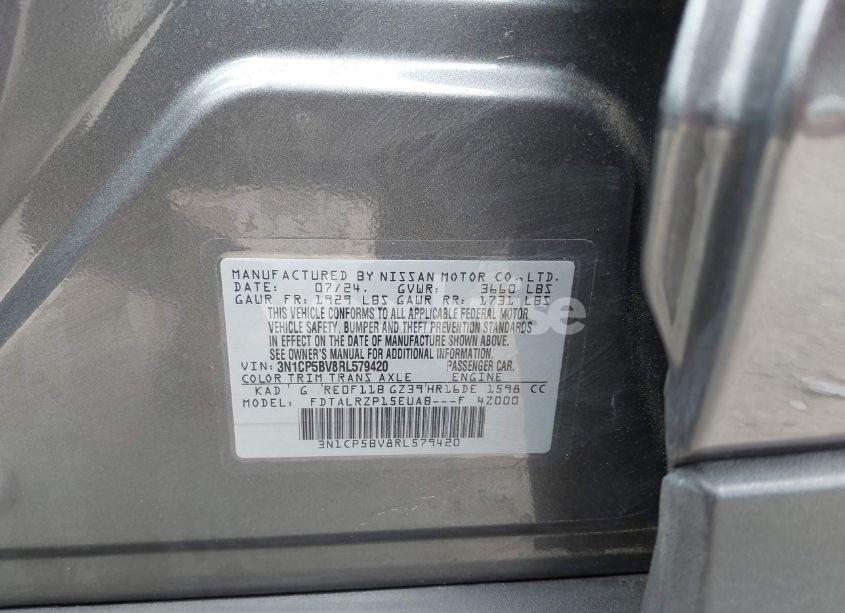 MANUFACTURED BY NISSAN MOTOR CO., LTD.
DATE: 07/24. GVWR: 3660 LBS
GAWR FR: 1929 LBS GAWR RR: 1731 LBS
THIS VEHICLE CONFORMS TO ALL APPLICABLE FEDERAL MOTOR
VEHICLE SAFETY, BUMPER AND THEFT PREVENTION STANDARDS
IN EFFECT ON THE DATE OF MANUFACTURE SHOWN ABOVE.
SEE OWNER'S MANUAL FOR ADDITIONAL INFORMATION.
VIN: 3N1CP5BV8RL579420 PASSENGER CAR.
COLOR TRIM TRANS AXLE ENGINE
KAD G RE0F11B GZ39 HR16DE 1598 CC
MODEL: FDTALRZP15EUAB---F 4Z000
3N1CP5BV8RL579420